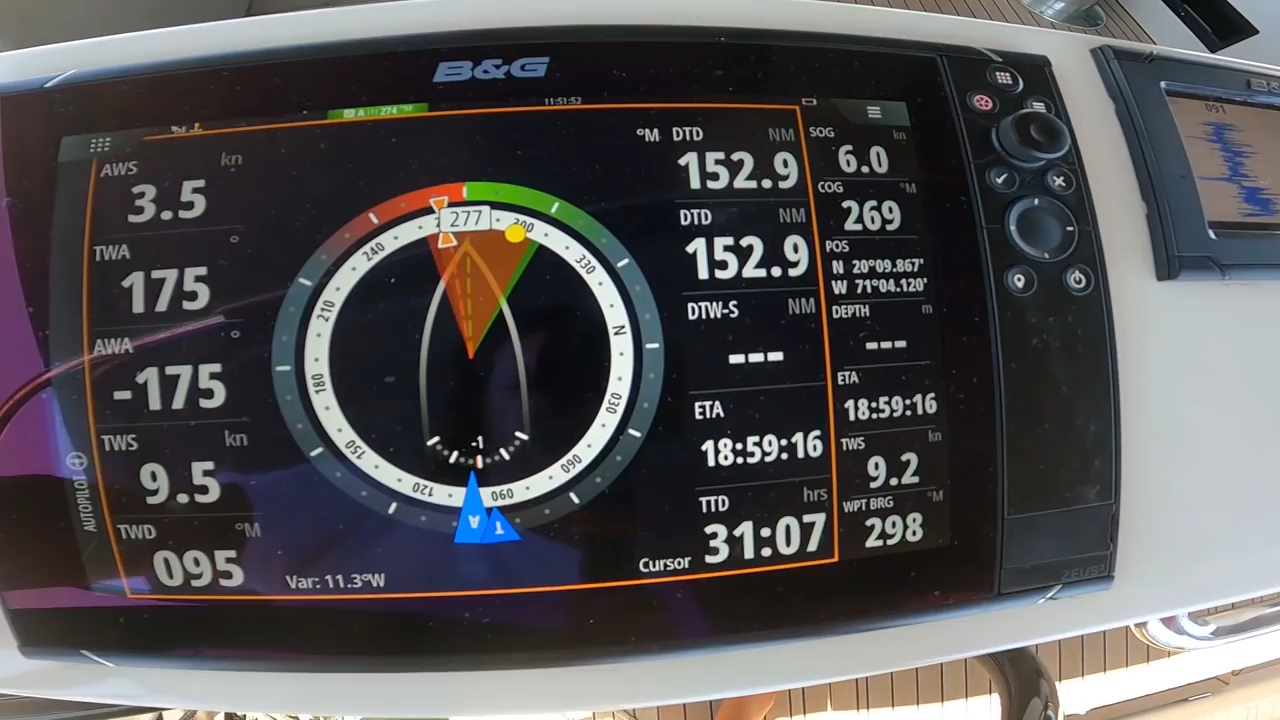 B&G
A 274 °M
11:51:52
AWS kn
3.5
TWA °
175
AWA °
-175
TWS kn
9.5
TWD °M
095
AUTOPILOT
Var: 11.3°W
277
300
330
N
030
060
090
120
150
180
210
240
-1
A
T
°M
DTD NM
152.9
DTD NM
152.9
DTW-S NM
---
ETA
18:59:16
TTD hrs
31:07
Cursor
SOG kn
6.0
COG °M
269
POS
N 20°09.867'
W 71°04.120'
DEPTH m
---
ETA
18:59:16
TWS kn
9.2
WPT BRG °M
298
ZEUS³
091